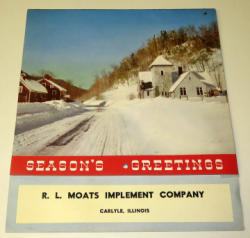 SEASON'S GREETINGS
R. L. MOATS IMPLEMENT COMPANY
CARLYLE, ILLINOIS